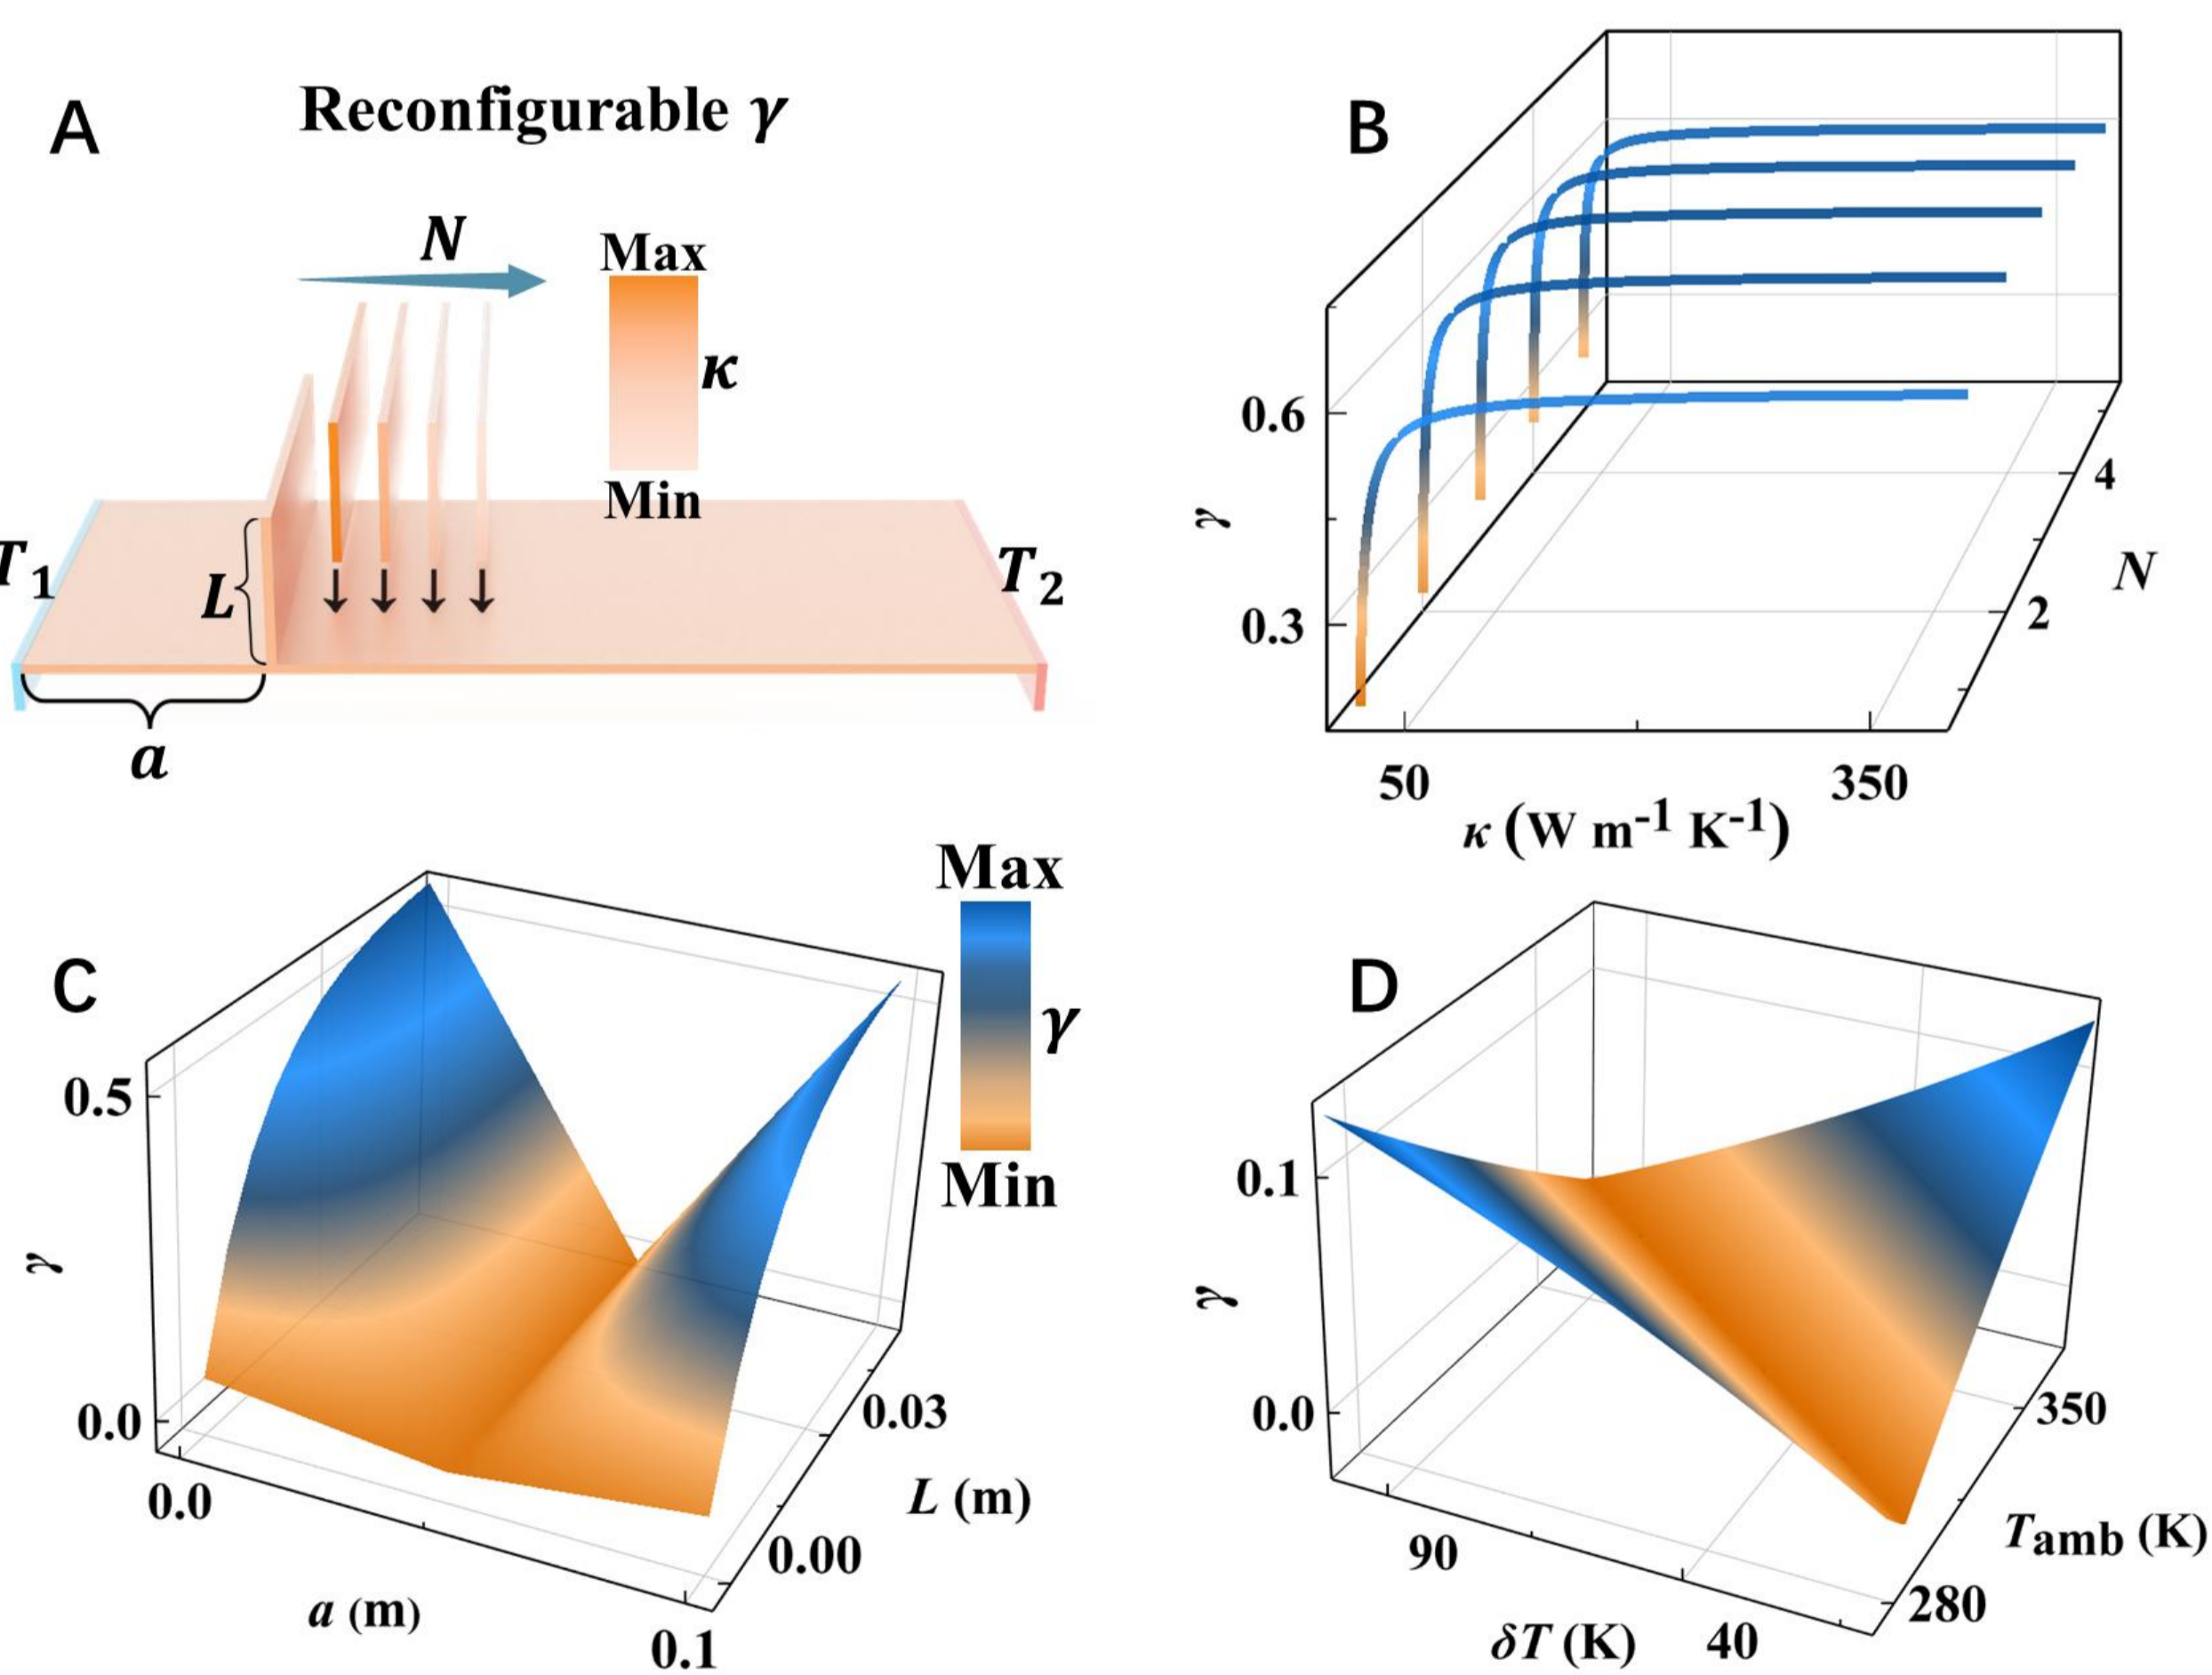 A
Reconfigurable γ
N
Max
κ
Min
T1
L
T2
a
B
0.6
0.3
γ
4
2
N
50
350
κ (W m-1 K-1)
C
Max
γ
Min
0.5
0.0
γ
0.0
0.1
a (m)
0.03
0.00
L (m)
D
0.1
0.0
γ
90
40
δT (K)
350
280
Tamb (K)